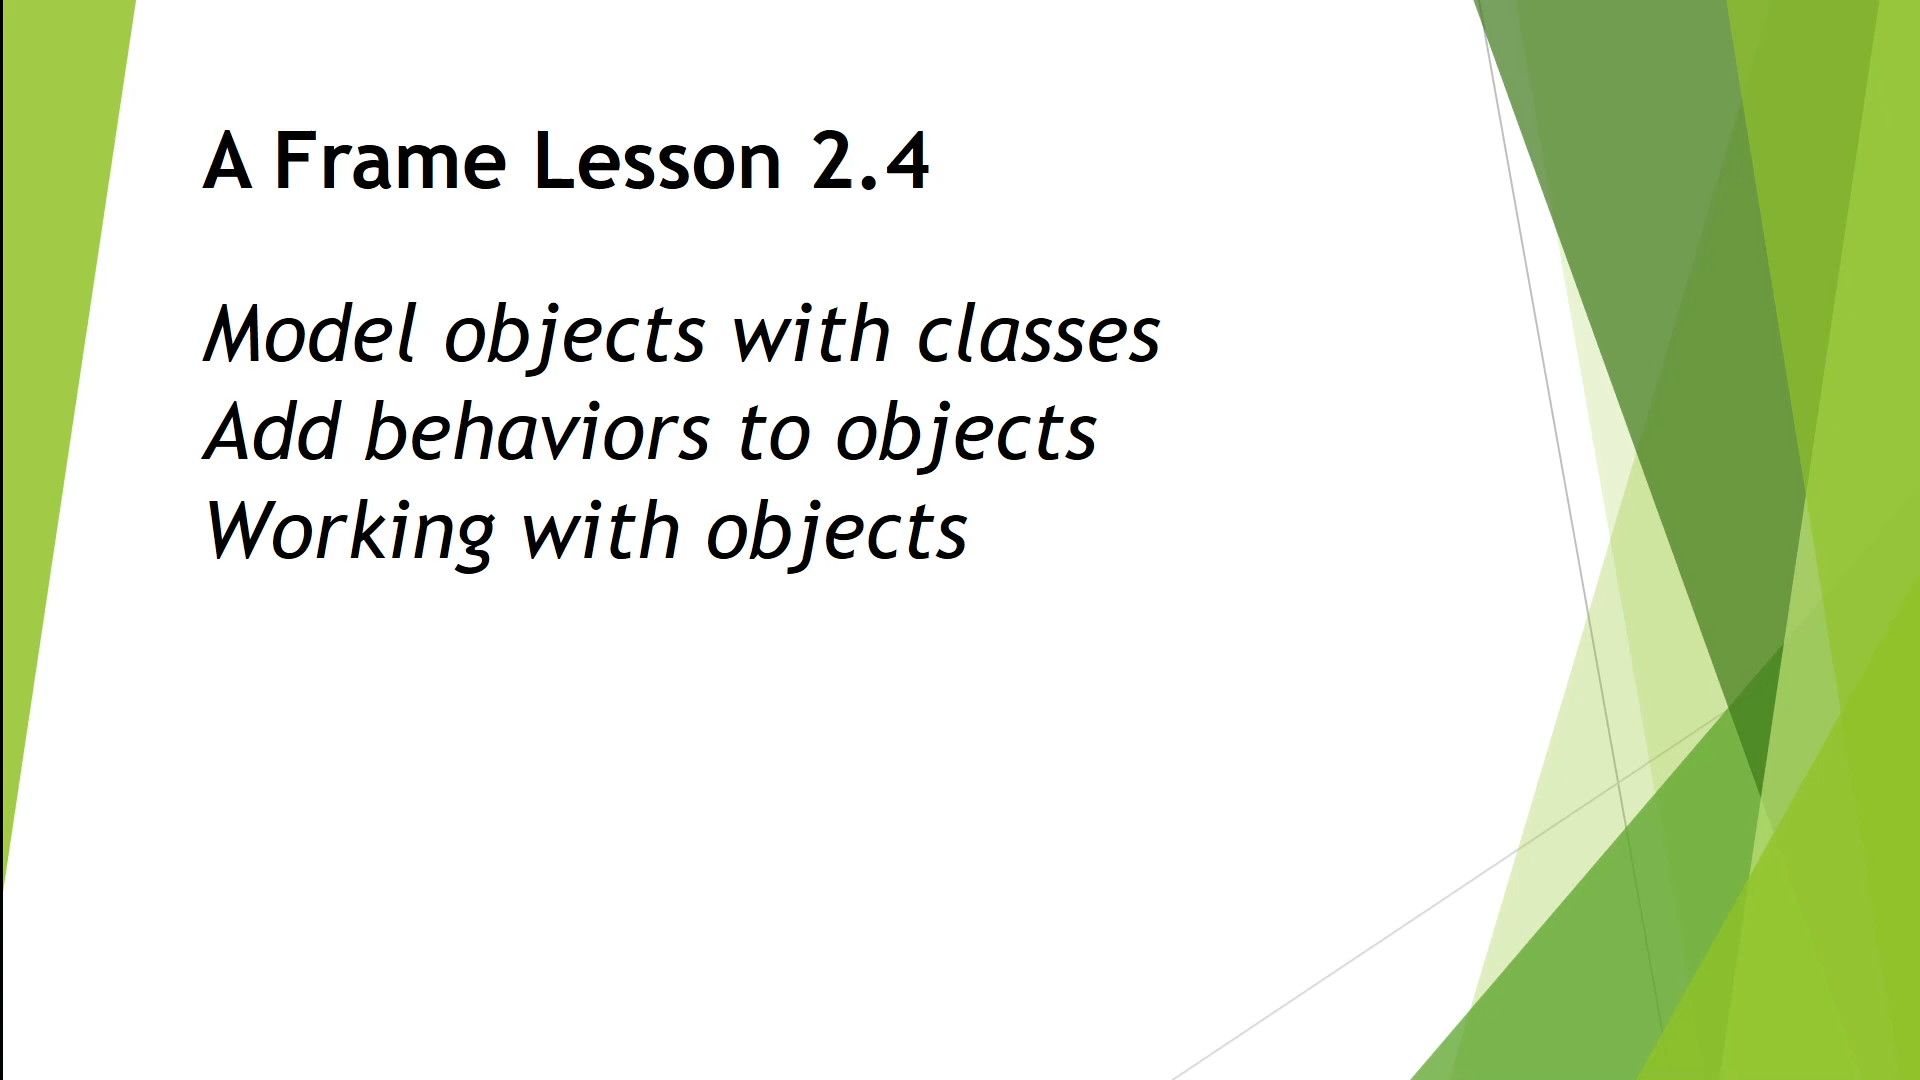 A Frame Lesson 2.4
Model objects with classes
Add behaviors to objects
Working with objects